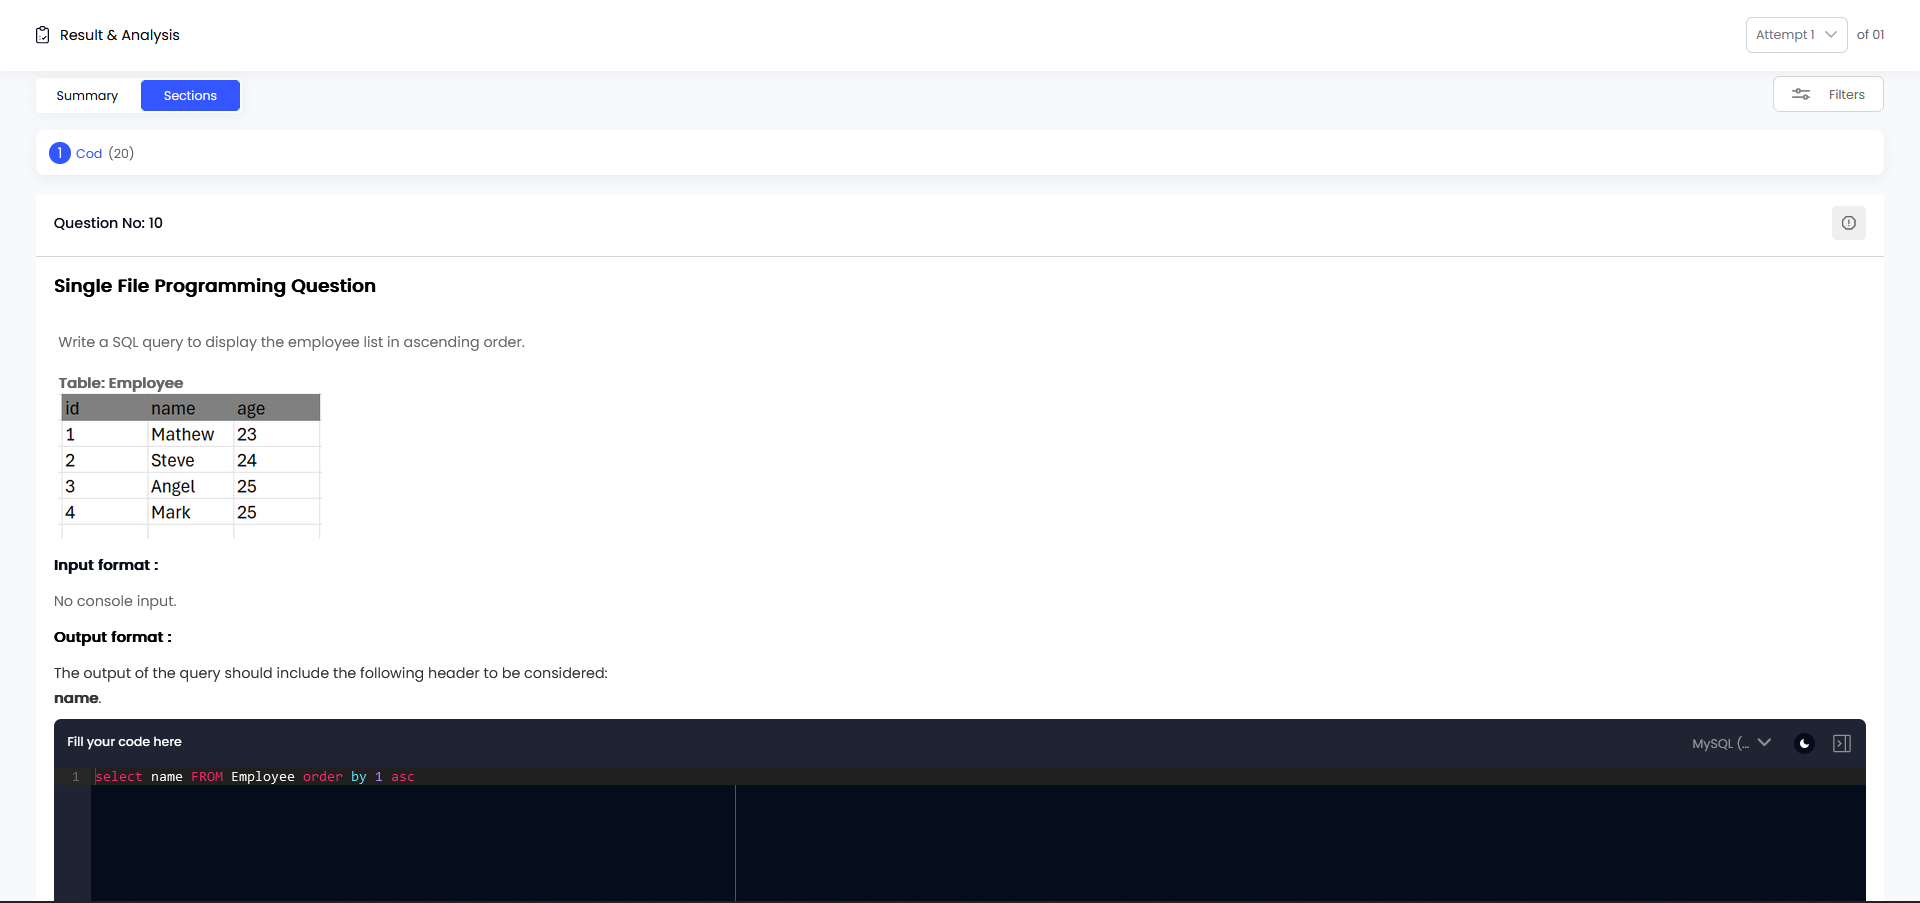 Result & Analysis
Attempt 1 of 01
Summary Sections
Filters
1 Cod (20)
Question No: 10
Single File Programming Question
Write a SQL query to display the employee list in ascending order.
Table: Employee
id name age
1 Mathew 23
2 Steve 24
3 Angel 25
4 Mark 25
Input format :
No console input.
Output format :
The output of the query should include the following header to be considered:
name.
Fill your code here
MySQL (...
1 select name FROM Employee order by 1 asc